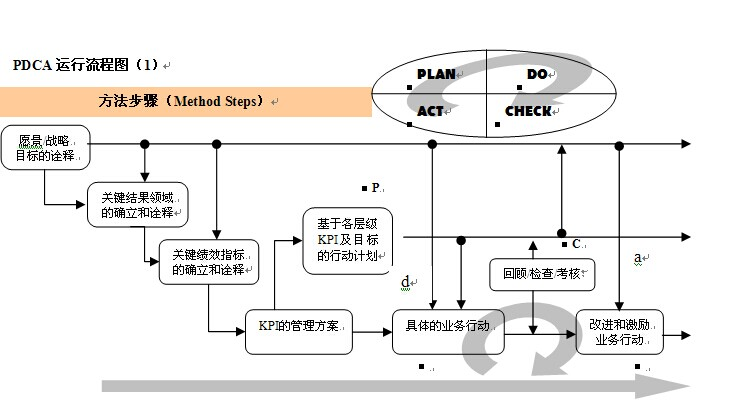 PDCA 运行流程图（1）
PLAN
DO
ACT
CHECK
方法步骤（Method Steps）
愿景/战略
目标的诠释
关键结果领域
的确立和诠释
P
关键绩效指标
的确立和诠释
基于各层级
KPI及目标
的行动计划
C
a
d
回顾/检查/考核
KPI的管理方案
具体的业务行动
改进和激励
业务行动